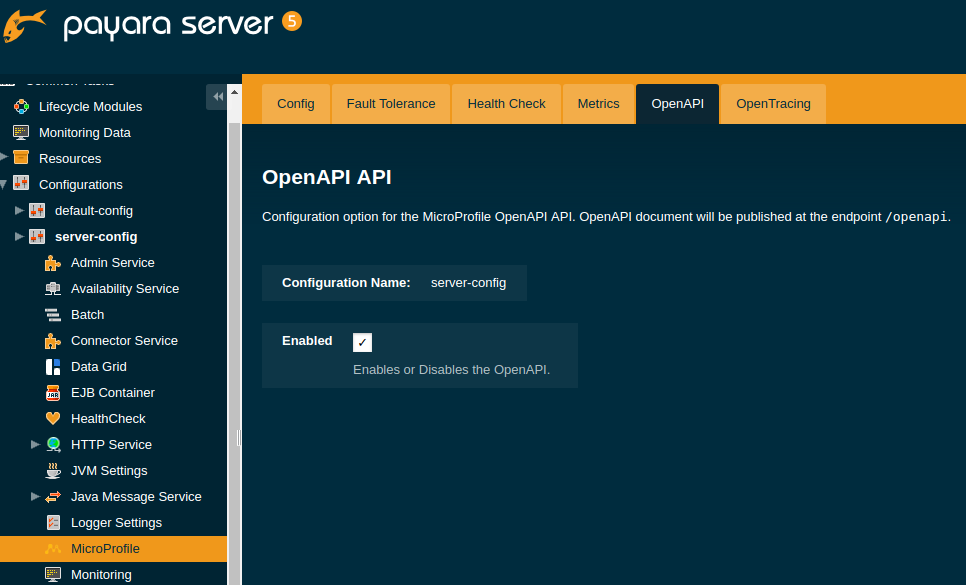 payara server 5
Common Tasks
Lifecycle Modules
Monitoring Data
Resources
Configurations
default-config
server-config
Admin Service
Availability Service
Batch
Connector Service
Data Grid
EJB Container
HealthCheck
HTTP Service
JVM Settings
Java Message Service
Logger Settings
MicroProfile
Monitoring
Config
Fault Tolerance
Health Check
Metrics
OpenAPI
OpenTracing
OpenAPI API
Configuration option for the MicroProfile OpenAPI API. OpenAPI document will be published at the endpoint /openapi.
Configuration Name: server-config
Enabled ✓
Enables or Disables the OpenAPI.